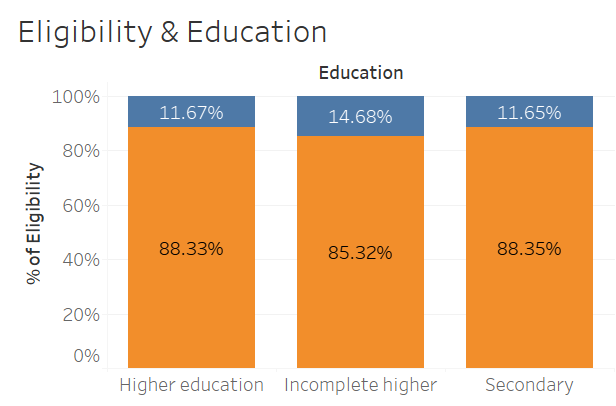 Eligibility & Education
Education
100%
80%
60%
40%
20%
0%
% of Eligibility
11.67%
14.68%
11.65%
88.33%
85.32%
88.35%
Higher education
Incomplete higher
Secondary